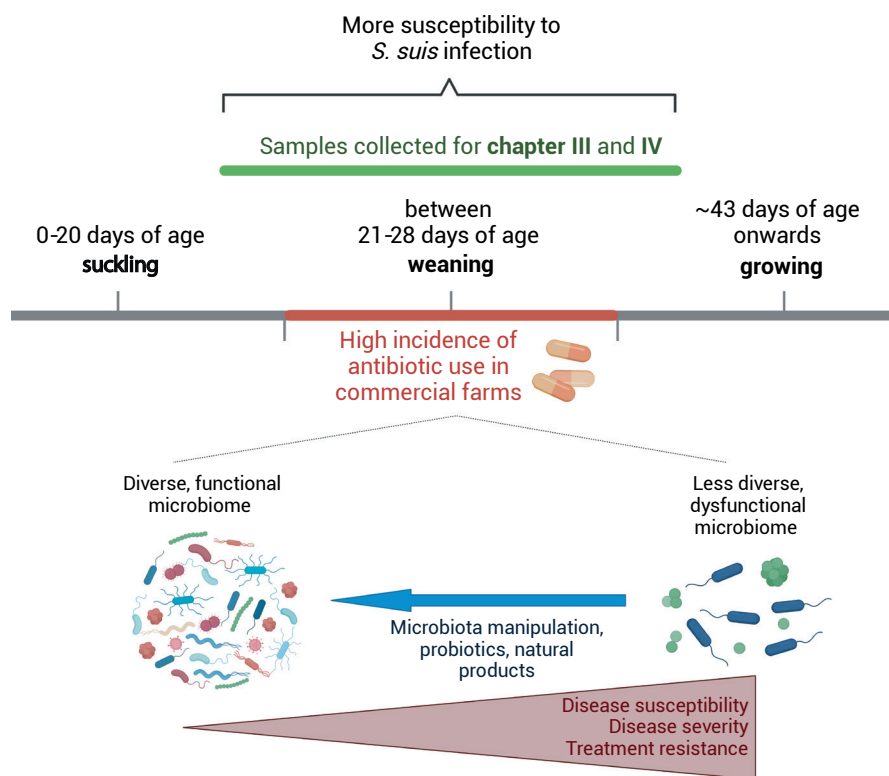 More susceptibility to
S. suis infection
Samples collected for chapter III and IV
0-20 days of age
suckling
between
21-28 days of age
weaning
~43 days of age
onwards
growing
High incidence of
antibiotic use in
commercial farms
Diverse, functional
microbiome
Less diverse,
dysfunctional
microbiome
Microbiota manipulation,
probiotics, natural
products
Disease susceptibility
Disease severity
Treatment resistance